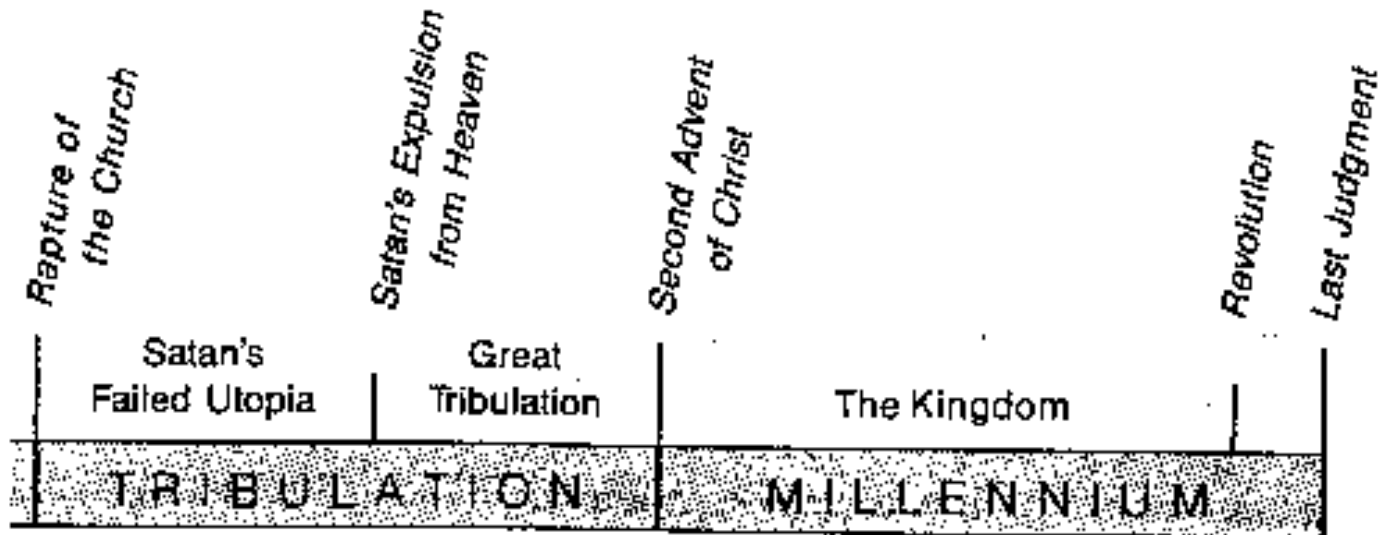 Rapture of
the Church
Satan's Expulsion
from Heaven
Second Advent
of Christ
Revolution
Last Judgment
Satan's
Failed Utopia
Great
Tribulation
The Kingdom
TRIBULATION
MILLENNIUM